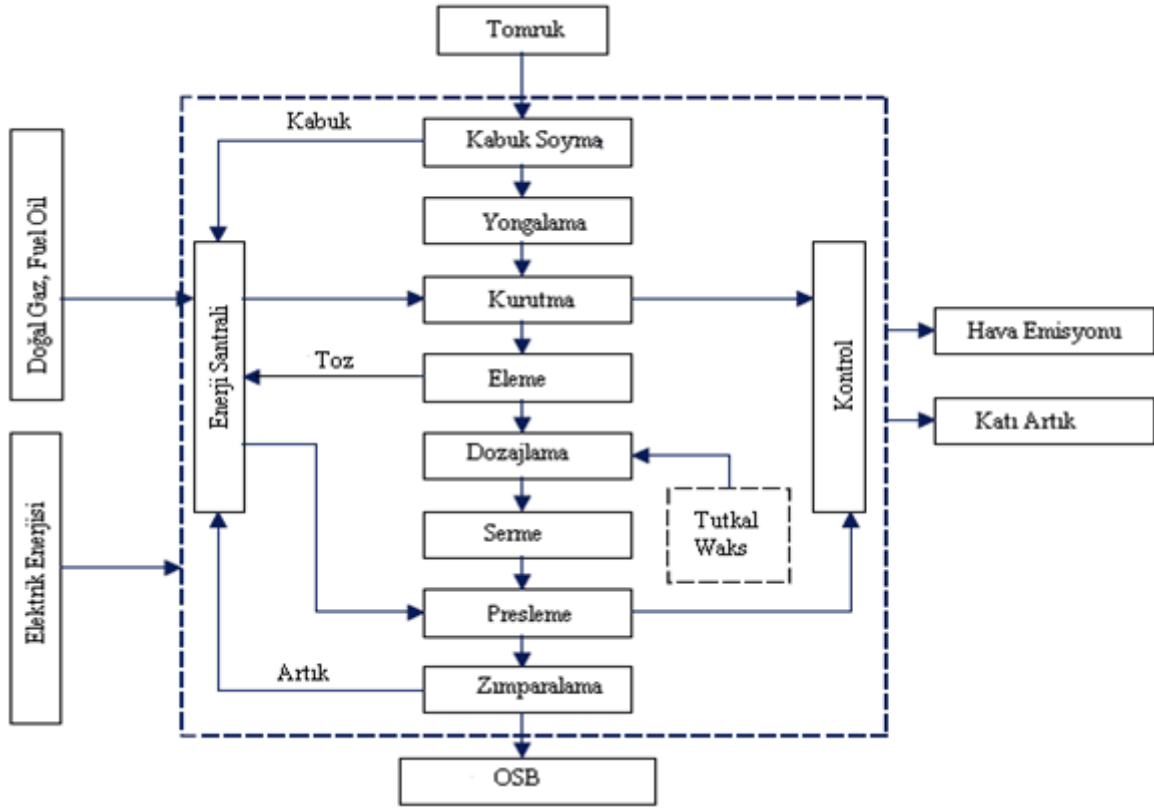 Tomruk
Kabuk
Kabuk Soyma
Yongalama
Doğal Gaz, Fuel Oil
Enerji Santrali
Kurutma
Kontrol
Hava Emisyonu
Toz
Eleme
Katı Artık
Dozajlama
Elektrik Enerjisi
Tutkal
Waks
Serme
Presleme
Artık
Zımparalama
OSB